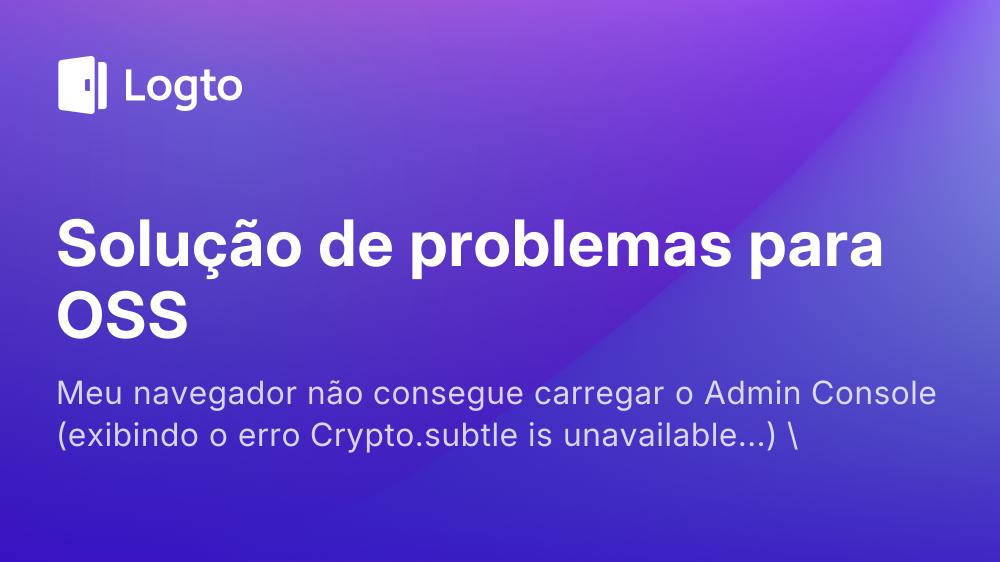 Logto
Solução de problemas para
OSS
Meu navegador não consegue carregar o Admin Console
(exibindo o erro Crypto.subtle is unavailable...) \